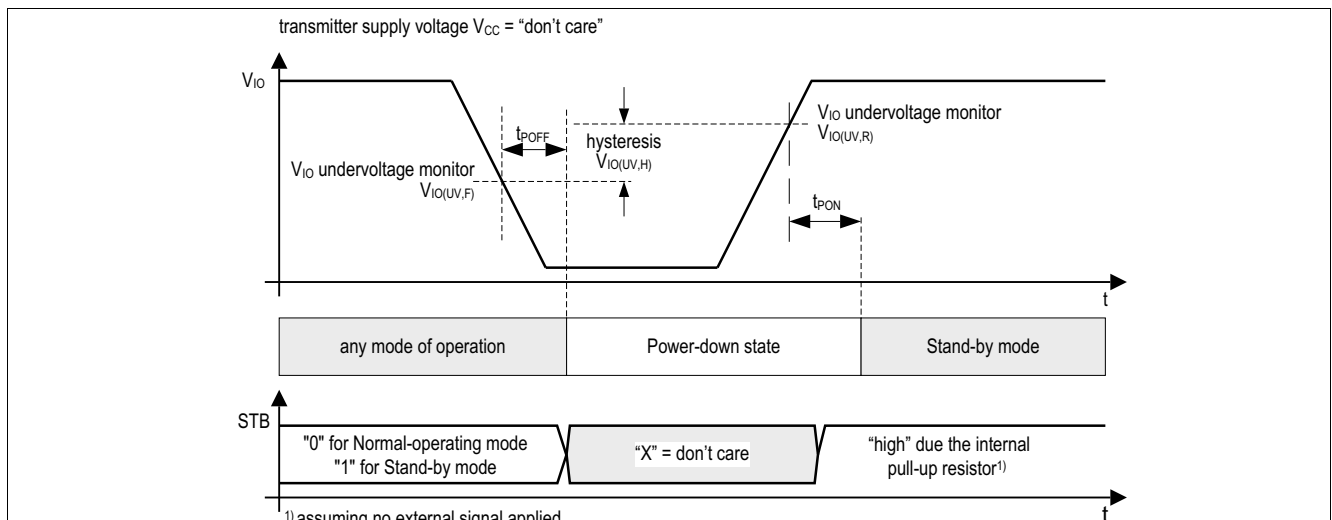 transmitter supply voltage VCC = “don’t care”
VIO
tPOFF
hysteresis
VIO(UV,H)
VIO undervoltage monitor
VIO(UV,R)
VIO undervoltage monitor
VIO(UV,F)
tPON
t
any mode of operation
Power-down state
Stand-by mode
STB
"0" for Normal-operating mode
"1" for Stand-by mode
“X” = don’t care
“high” due the internal
pull-up resistor1)
t
1) assuming no external signal applied